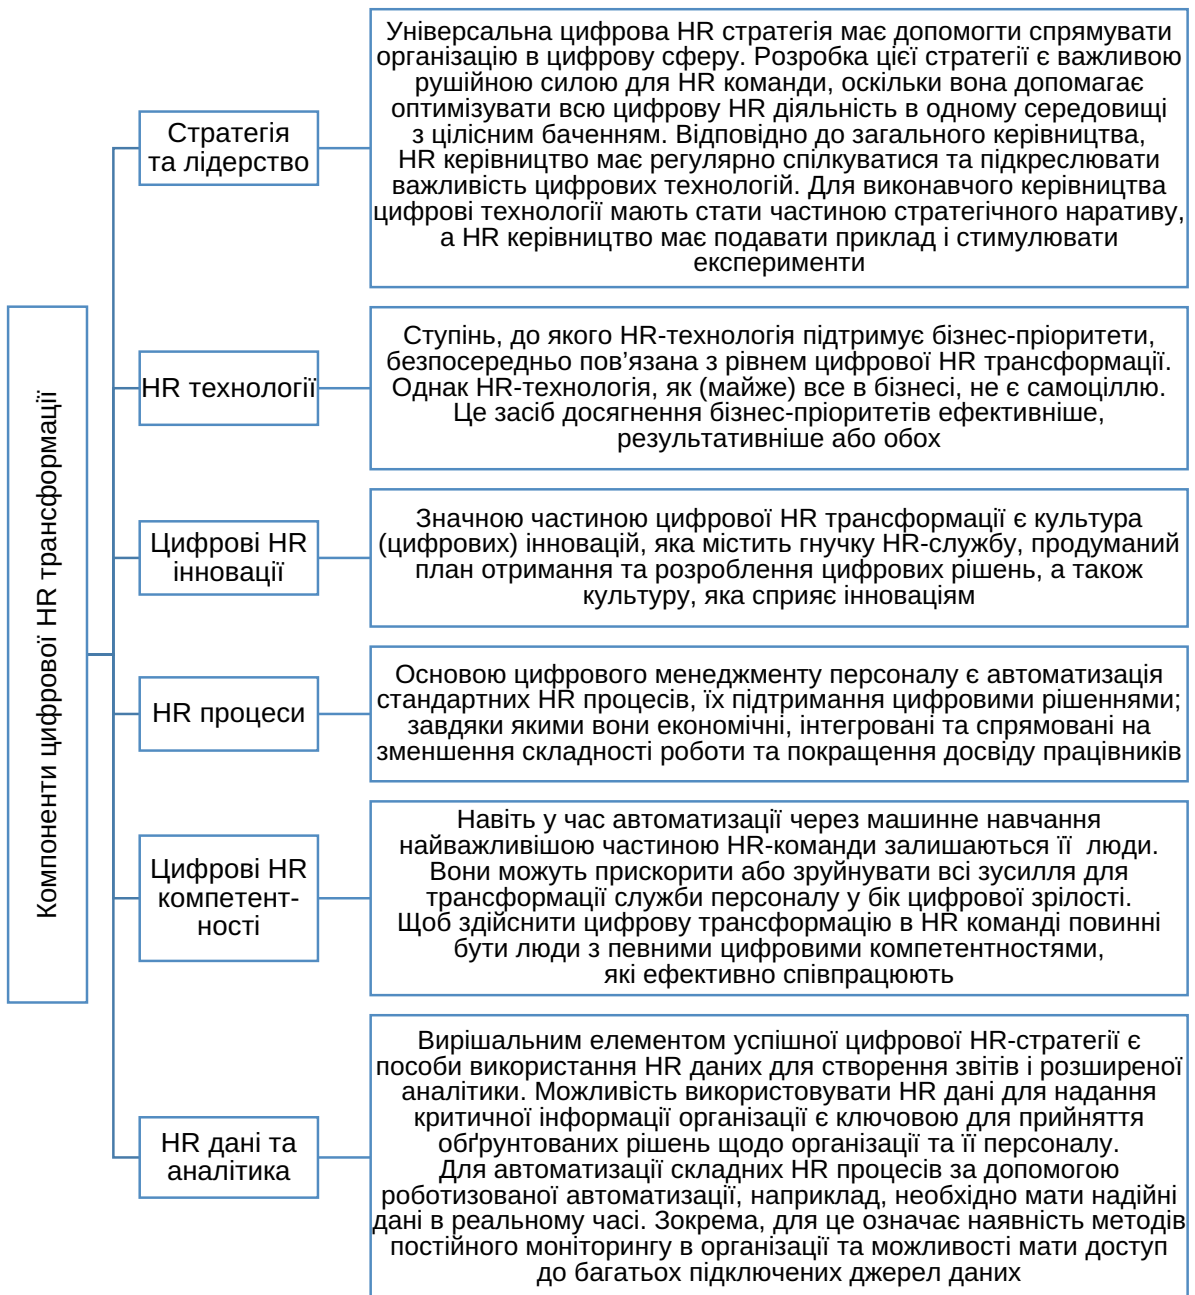 Компоненти цифрової HR трансформації
Стратегія
та лідерство
Універсальна цифрова HR стратегія має допомогти спрямувати
організацію в цифрову сферу. Розробка цієї стратегії є важливою
рушійною силою для HR команди, оскільки вона допомагає
оптимізувати всю цифрову HR діяльність в одному середовищі
з цілісним баченням. Відповідно до загального керівництва,
HR керівництво має регулярно спілкуватися та підкреслювати
важливість цифрових технологій. Для виконавчого керівництва
цифрові технології мають стати частиною стратегічного наративу,
а HR керівництво має подавати приклад і стимулювати
експерименти
HR технології
Ступінь, до якого HR-технологія підтримує бізнес-пріоритети,
безпосередньо пов’язана з рівнем цифрової HR трансформації.
Однак HR-технологія, як (майже) все в бізнесі, не є самоціллю.
Це засіб досягнення бізнес-пріоритетів ефективніше,
результативніше або обох
Цифрові HR
інновації
Значною частиною цифрової HR трансформації є культура
(цифрових) інновацій, яка містить гнучку HR-службу, продуманий
план отримання та розроблення цифрових рішень, а також
культуру, яка сприяє інноваціям
HR процеси
Основою цифрового менеджменту персоналу є автоматизація
стандартних HR процесів, їх підтримання цифровими рішеннями;
завдяки якими вони економічні, інтегровані та спрямовані на
зменшення складності роботи та покращення досвіду працівників
Цифрові HR
компетент-
ності
Навіть у час автоматизації через машинне навчання
найважливішою частиною HR-команди залишаються її  люди.
Вони можуть прискорити або зруйнувати всі зусилля для
трансформації служби персоналу у бік цифрової зрілості.
Щоб здійснити цифрову трансформацію в HR команді повинні
бути люди з певними цифровими компетентностями,
які ефективно співпрацюють
HR дані та
аналітика
Вирішальним елементом успішної цифрової HR-стратегії є
пособи використання HR даних для створення звітів і розширеної
аналітики. Можливість використовувати HR дані для надання
критичної інформації організації є ключовою для прийняття
обґрунтованих рішень щодо організації та її персоналу.
Для автоматизації складних HR процесів за допомогою
роботизованої автоматизації, наприклад, необхідно мати надійні
дані в реальному часі. Зокрема, для це означає наявність методів
постійного моніторингу в організації та можливості мати доступ
до багатьох підключених джерел даних